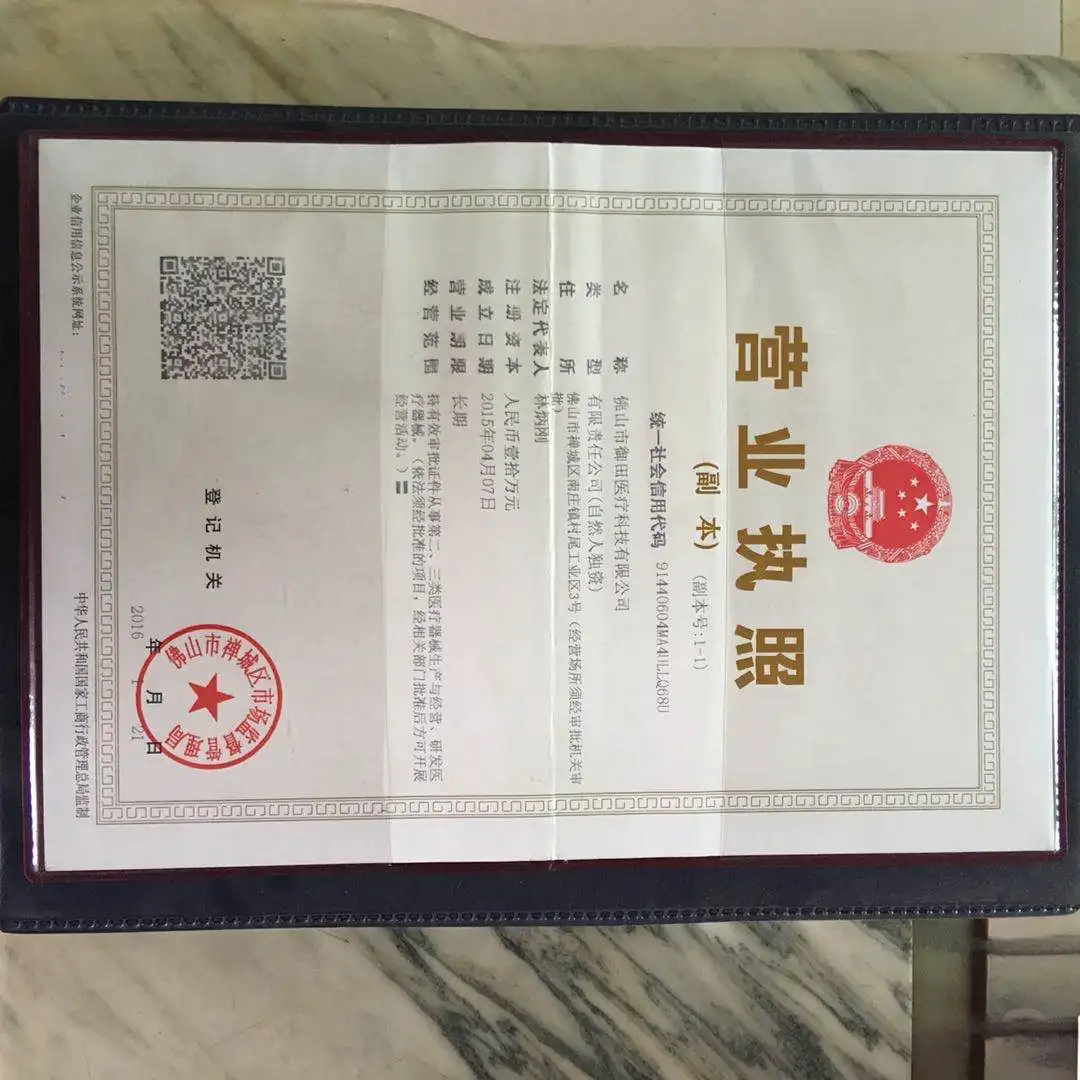 营业执照
(副 本)
(副本号:1-1)
统一社会信用代码 91440604MA4ULLQ68U
名 称 佛山市御田医疗科技有限公司
类 型 有限责任公司(自然人独资)
住 所 佛山市禅城区南庄镇村尾工业区3号(经营场所须经审批机关审
批)
法定代表人 林炳刚
注册资本 人民币壹拾万元
成立日期 2015年04月07日
营业期限 长期
经营范围 持有效审批证件从事第二、三类医疗器械生产与经营、研发医
疗器械。(依法须经批准的项目,经相关部门批准后方可开展
经营活动。)〓
登记机关
佛山市禅城区市场监督管理局
2016 年 1 月 21 日
企业信用信息公示系统网址:
中华人民共和国国家工商行政管理总局监制